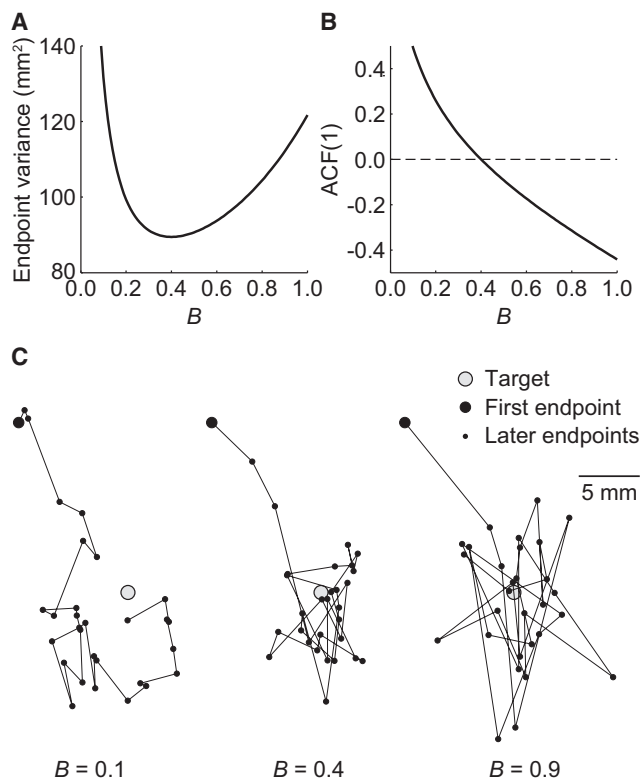 A
B
Endpoint variance (mm²)
140
120
100
80
0.0
0.2
0.4
0.6
0.8
1.0
B
ACF(1)
0.4
0.2
0.0
-0.2
-0.4
0.0
0.2
0.4
0.6
0.8
1.0
B
C
Target
First endpoint
Later endpoints
5 mm
B = 0.1
B = 0.4
B = 0.9